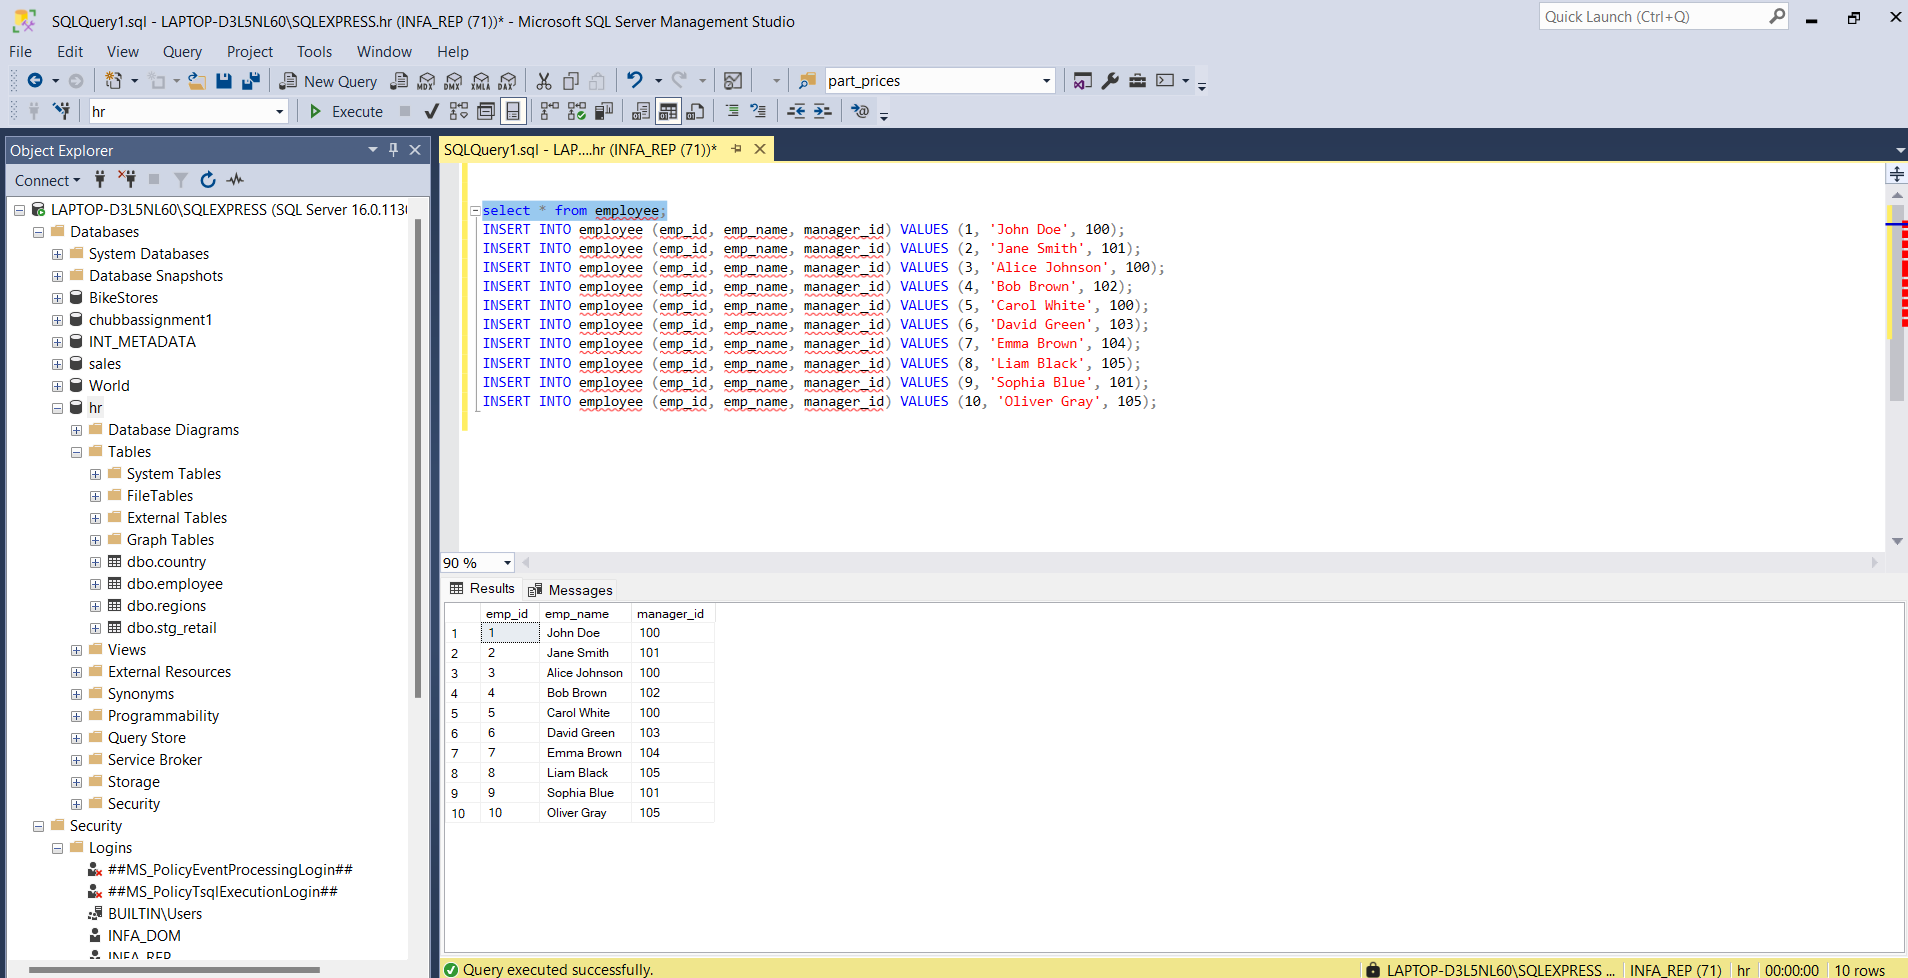 SQLQuery1.sql - LAPTOP-D3L5NL60\SQLEXPRESS.hr (INFA_REP (71))* - Microsoft SQL Server Management Studio
Quick Launch (Ctrl+Q)
File Edit View Query Project Tools Window Help
New Query MDX DMX XMLA DAX part_prices
hr Execute
Object Explorer
Connect
LAPTOP-D3L5NL60\SQLEXPRESS (SQL Server 16.0.113
Databases
System Databases
Database Snapshots
BikeStores
chubbassignment1
INT_METADATA
sales
World
hr
Database Diagrams
Tables
System Tables
FileTables
External Tables
Graph Tables
dbo.country
dbo.employee
dbo.regions
dbo.stg_retail
Views
External Resources
Synonyms
Programmability
Query Store
Service Broker
Storage
Security
Security
Logins
##MS_PolicyEventProcessingLogin##
##MS_PolicyTsqlExecutionLogin##
BUILTIN\Users
INFA_DOM
INFA_REP
SQLQuery1.sql - LAP....hr (INFA_REP (71))*
select * from employee;
INSERT INTO employee (emp_id, emp_name, manager_id) VALUES (1, 'John Doe', 100);
INSERT INTO employee (emp_id, emp_name, manager_id) VALUES (2, 'Jane Smith', 101);
INSERT INTO employee (emp_id, emp_name, manager_id) VALUES (3, 'Alice Johnson', 100);
INSERT INTO employee (emp_id, emp_name, manager_id) VALUES (4, 'Bob Brown', 102);
INSERT INTO employee (emp_id, emp_name, manager_id) VALUES (5, 'Carol White', 100);
INSERT INTO employee (emp_id, emp_name, manager_id) VALUES (6, 'David Green', 103);
INSERT INTO employee (emp_id, emp_name, manager_id) VALUES (7, 'Emma Brown', 104);
INSERT INTO employee (emp_id, emp_name, manager_id) VALUES (8, 'Liam Black', 105);
INSERT INTO employee (emp_id, emp_name, manager_id) VALUES (9, 'Sophia Blue', 101);
INSERT INTO employee (emp_id, emp_name, manager_id) VALUES (10, 'Oliver Gray', 105);
90 %
Results Messages
emp_id emp_name manager_id
1 1 John Doe 100
2 2 Jane Smith 101
3 3 Alice Johnson 100
4 4 Bob Brown 102
5 5 Carol White 100
6 6 David Green 103
7 7 Emma Brown 104
8 8 Liam Black 105
9 9 Sophia Blue 101
10 10 Oliver Gray 105
Query executed successfully.
LAPTOP-D3L5NL60\SQLEXPRESS ... INFA_REP (71) hr 00:00:00 10 rows